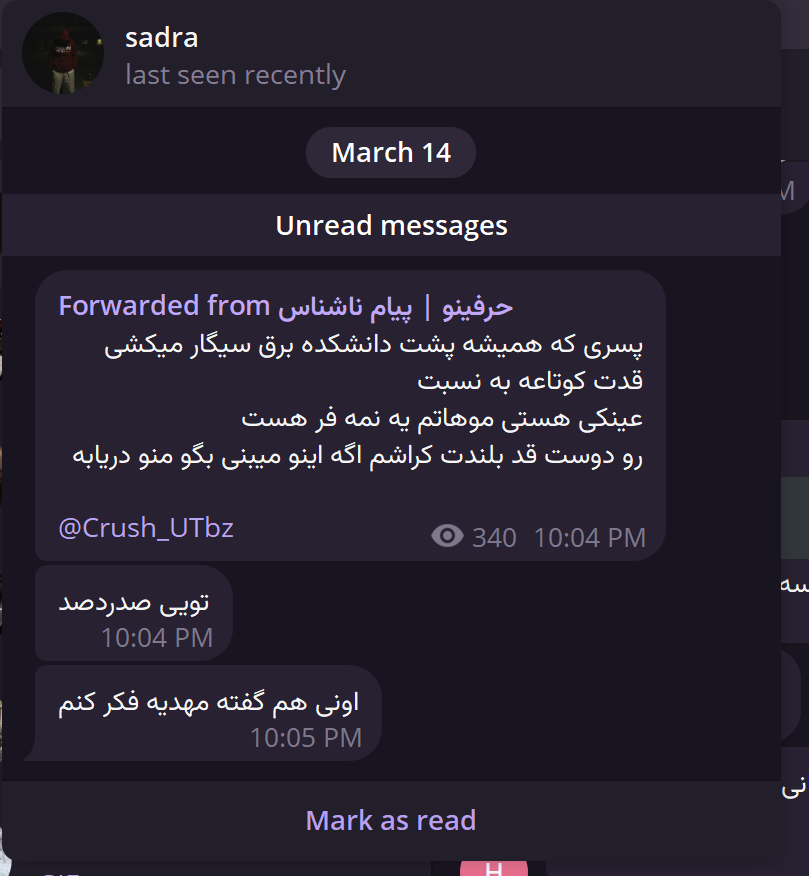 sadra
last seen recently
March 14
Unread messages
Forwarded from حرفینو | پیام ناشناس
پسری که همیشه پشت دانشکده برق سیگار میکشی
قدت کوتاعه به نسبت
عینکی هستی موهاتم یه نمه فر هست
رو دوست قد بلندت کراشم اگه اینو میبنی بگو منو دریابه
@Crush_UTbz
340 10:04 PM
تویی صدردصد
10:04 PM
اونی هم گفته مهدیه فکر کنم
10:05 PM
Mark as read
M
سه
نی
H